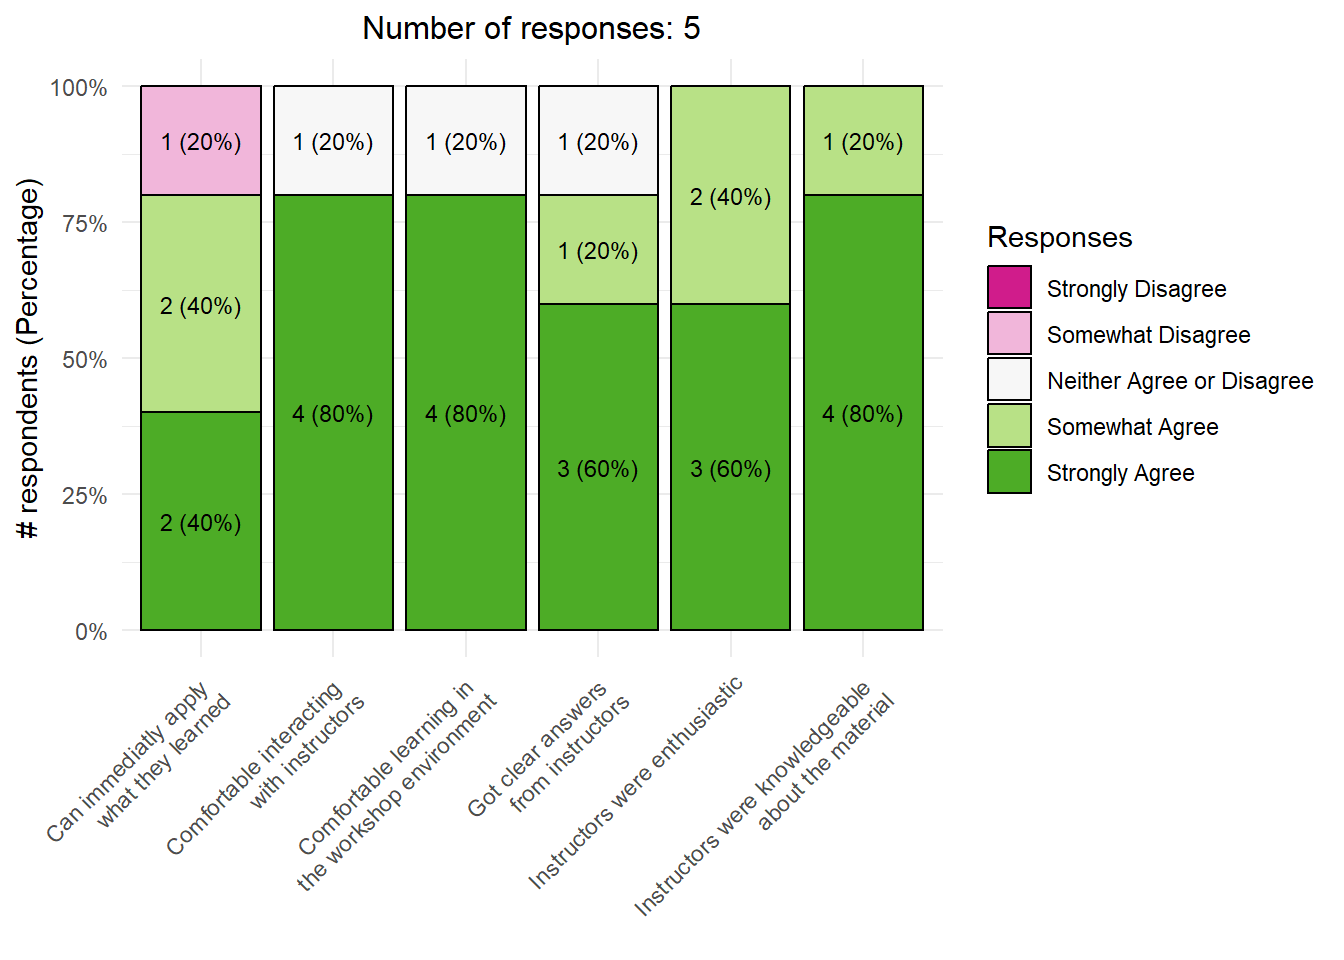 Number of responses: 5
# respondents (Percentage)
100%
75%
50%
25%
0%
1 (20%)
2 (40%)
2 (40%)
1 (20%)
4 (80%)
1 (20%)
4 (80%)
1 (20%)
1 (20%)
3 (60%)
2 (40%)
3 (60%)
1 (20%)
4 (80%)
Can immediatly apply
what they learned
Comfortable interacting
with instructors
Comfortable learning in
the workshop environment
Got clear answers
from instructors
Instructors were enthusiastic
Instructors were knowledgeable
about the material
Responses
Strongly Disagree
Somewhat Disagree
Neither Agree or Disagree
Somewhat Agree
Strongly Agree